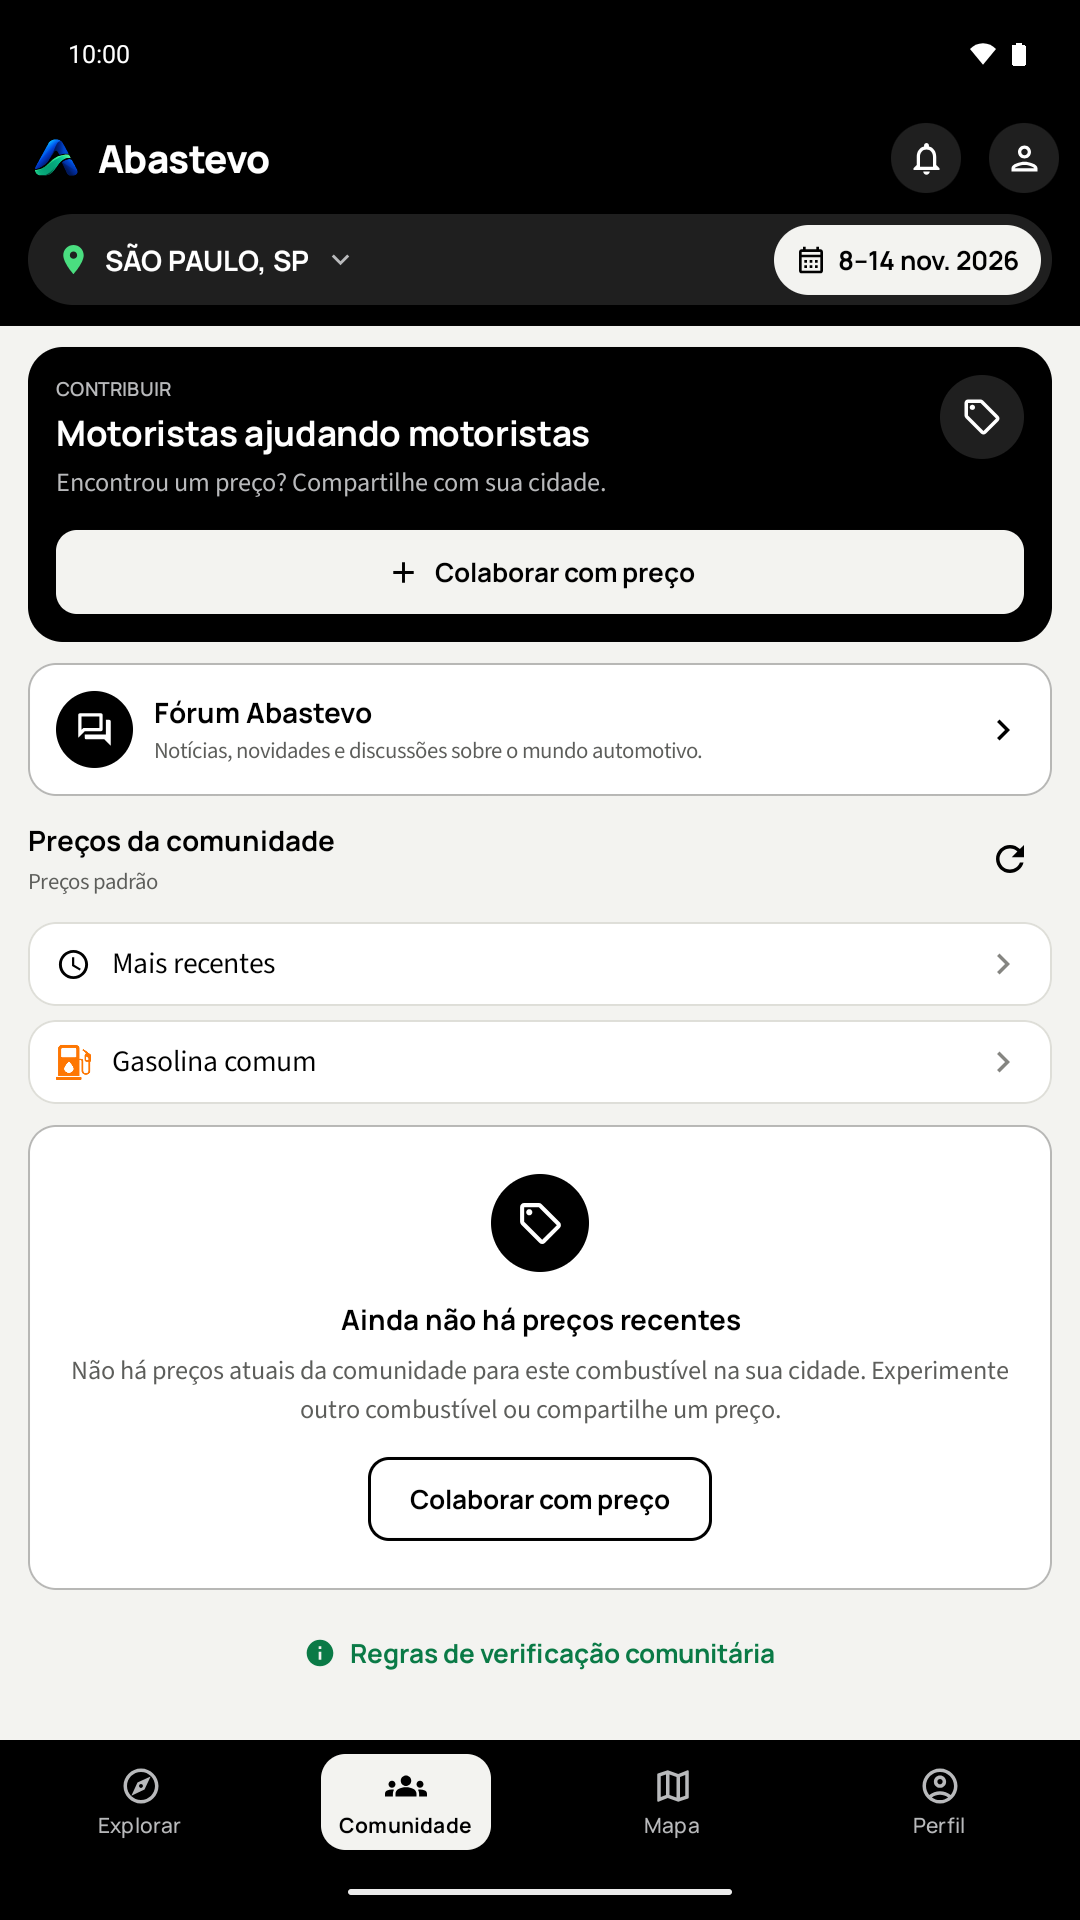 10:00
Abastevo
SÃO PAULO, SP
8–14 nov. 2026
CONTRIBUIR
Motoristas ajudando motoristas
Encontrou um preço? Compartilhe com sua cidade.
Colaborar com preço
Fórum Abastevo
Notícias, novidades e discussões sobre o mundo automotivo.
Preços da comunidade
Preços padrão
Mais recentes
Gasolina comum
Ainda não há preços recentes
Não há preços atuais da comunidade para este combustível na sua cidade. Experimente
outro combustível ou compartilhe um preço.
Colaborar com preço
Regras de verificação comunitária
Explorar
Comunidade
Mapa
Perfil